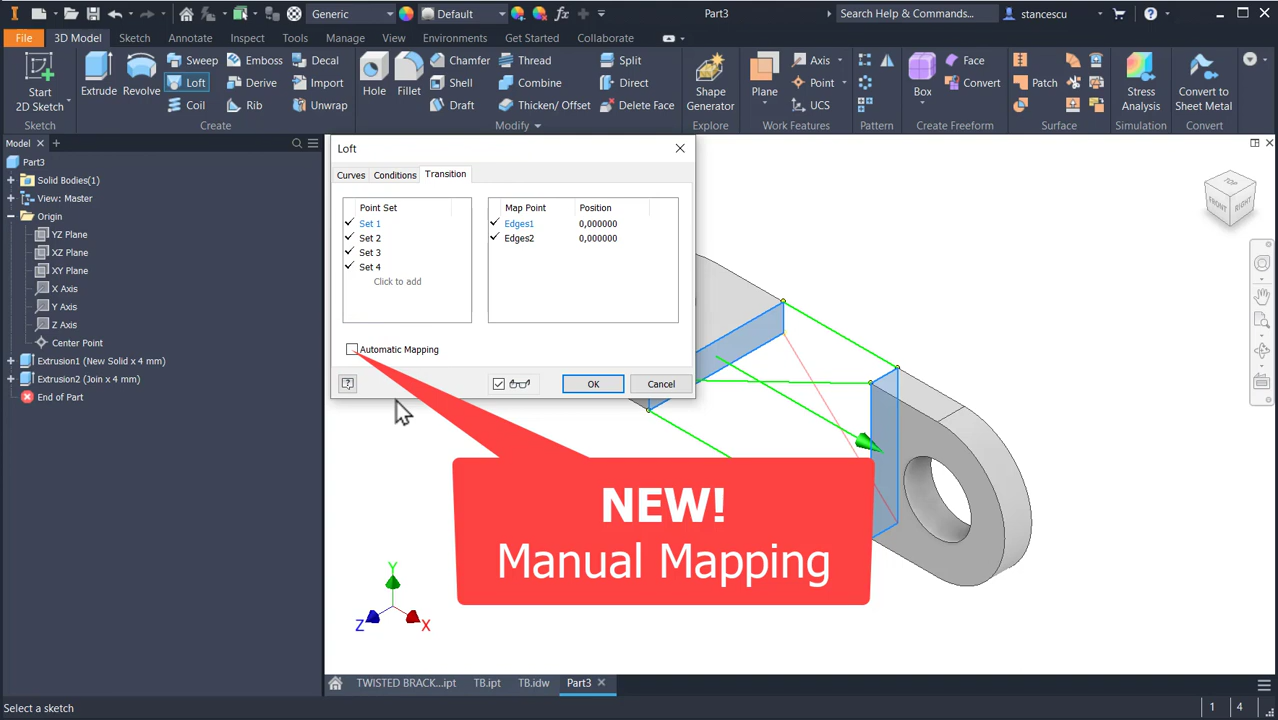 Generic
Default
fx
Part3
Search Help & Commands...
stancescu
File
3D Model
Sketch
Annotate
Inspect
Tools
Manage
View
Environments
Get Started
Collaborate
Start
2D Sketch
Extrude
Revolve
Sweep
Loft
Coil
Emboss
Derive
Rib
Decal
Import
Unwrap
Hole
Fillet
Chamfer
Shell
Draft
Thread
Combine
Thicken/ Offset
Split
Direct
Delete Face
Shape
Generator
Plane
Axis
Point
UCS
Box
Face
Convert
Patch
Stress
Analysis
Convert to
Sheet Metal
Sketch
Create
Modify
Explore
Work Features
Pattern
Create Freeform
Surface
Simulation
Convert
Model
Part3
Solid Bodies(1)
View: Master
Origin
YZ Plane
XZ Plane
XY Plane
X Axis
Y Axis
Z Axis
Center Point
Extrusion1 (New Solid x 4 mm)
Extrusion2 (Join x 4 mm)
End of Part
Loft
Curves
Conditions
Transition
Point Set
Set 1
Set 2
Set 3
Set 4
Click to add
Map Point
Position
Edges1
0,000000
Edges2
0,000000
Automatic Mapping
OK
Cancel
NEW!
Manual Mapping
TOP
FRONT
RIGHT
Y
Z
X
TWISTED BRACK...ipt
TB.ipt
TB.idw
Part3
Select a sketch
1
4